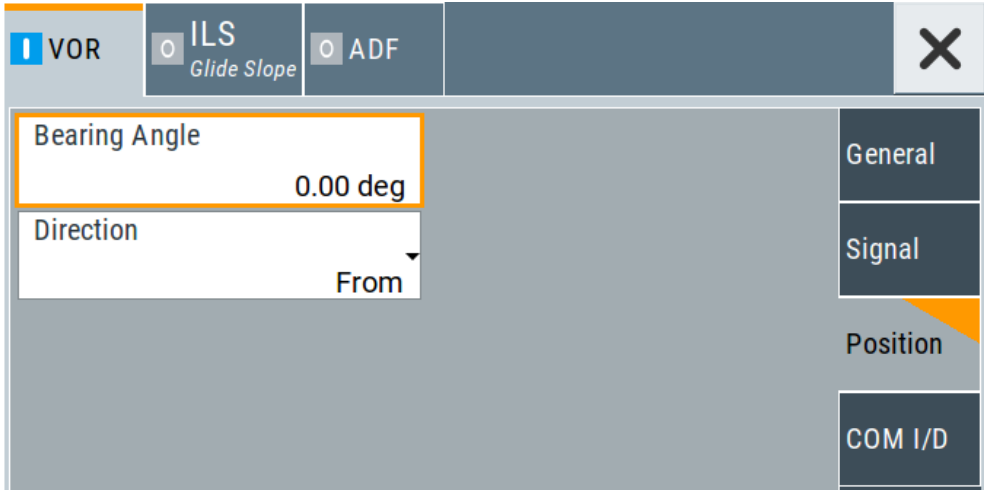 VOR
ILS
Glide Slope
ADF
Bearing Angle
0.00 deg
Direction
From
General
Signal
Position
COM I/D